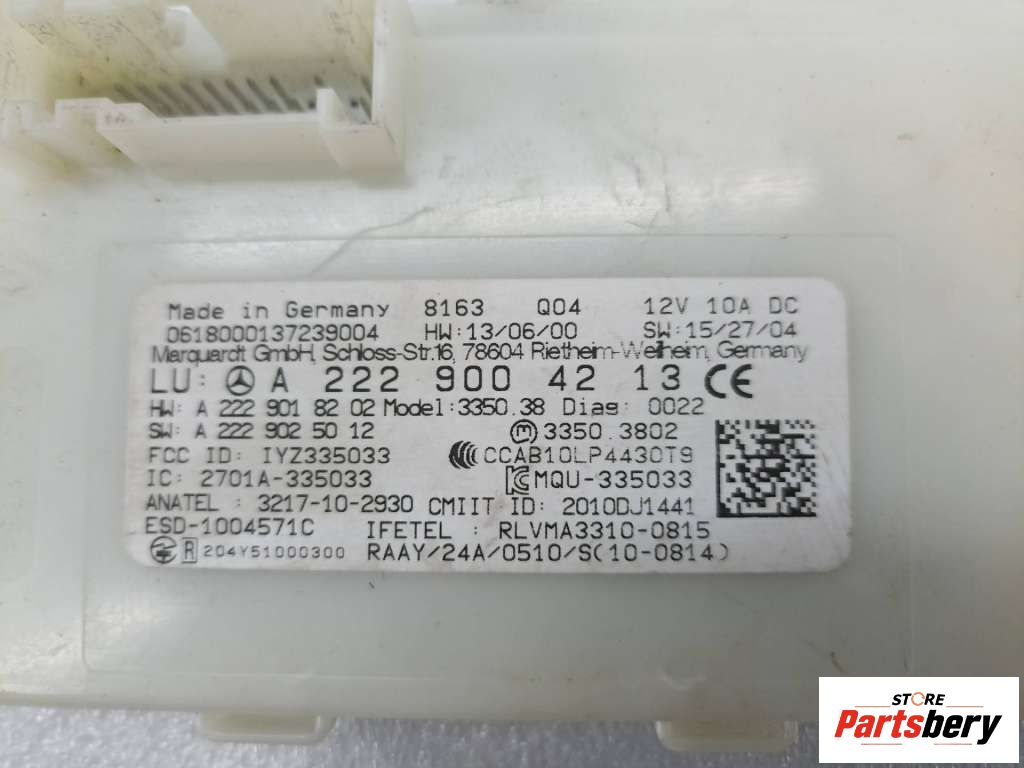 Made in Germany 8163 Q04 12V 10A DC
0618000137239004 HW:13/06/00 SW:15/27/04
Marquardt GmbH, Schloss-Str.16, 78604 Rietheim-Weilheim, Germany
LU: A 222 900 42 13 CE
HW: A 222 901 82 02 Model:3350.38 Diag: 0022
SW: A 222 902 50 12 m 3350.3802
FCC ID: IYZ335033 CCAB10LP4430T9
IC: 2701A-335033 MQU-335033
ANATEL : 3217-10-2930 CMIIT ID: 2010DJ1441
ESD-1004571C IFETEL : RLVMA3310-0815
R 204Y51000300 RAAY/24A/0510/S(10-0814)
STORE
Partsbery